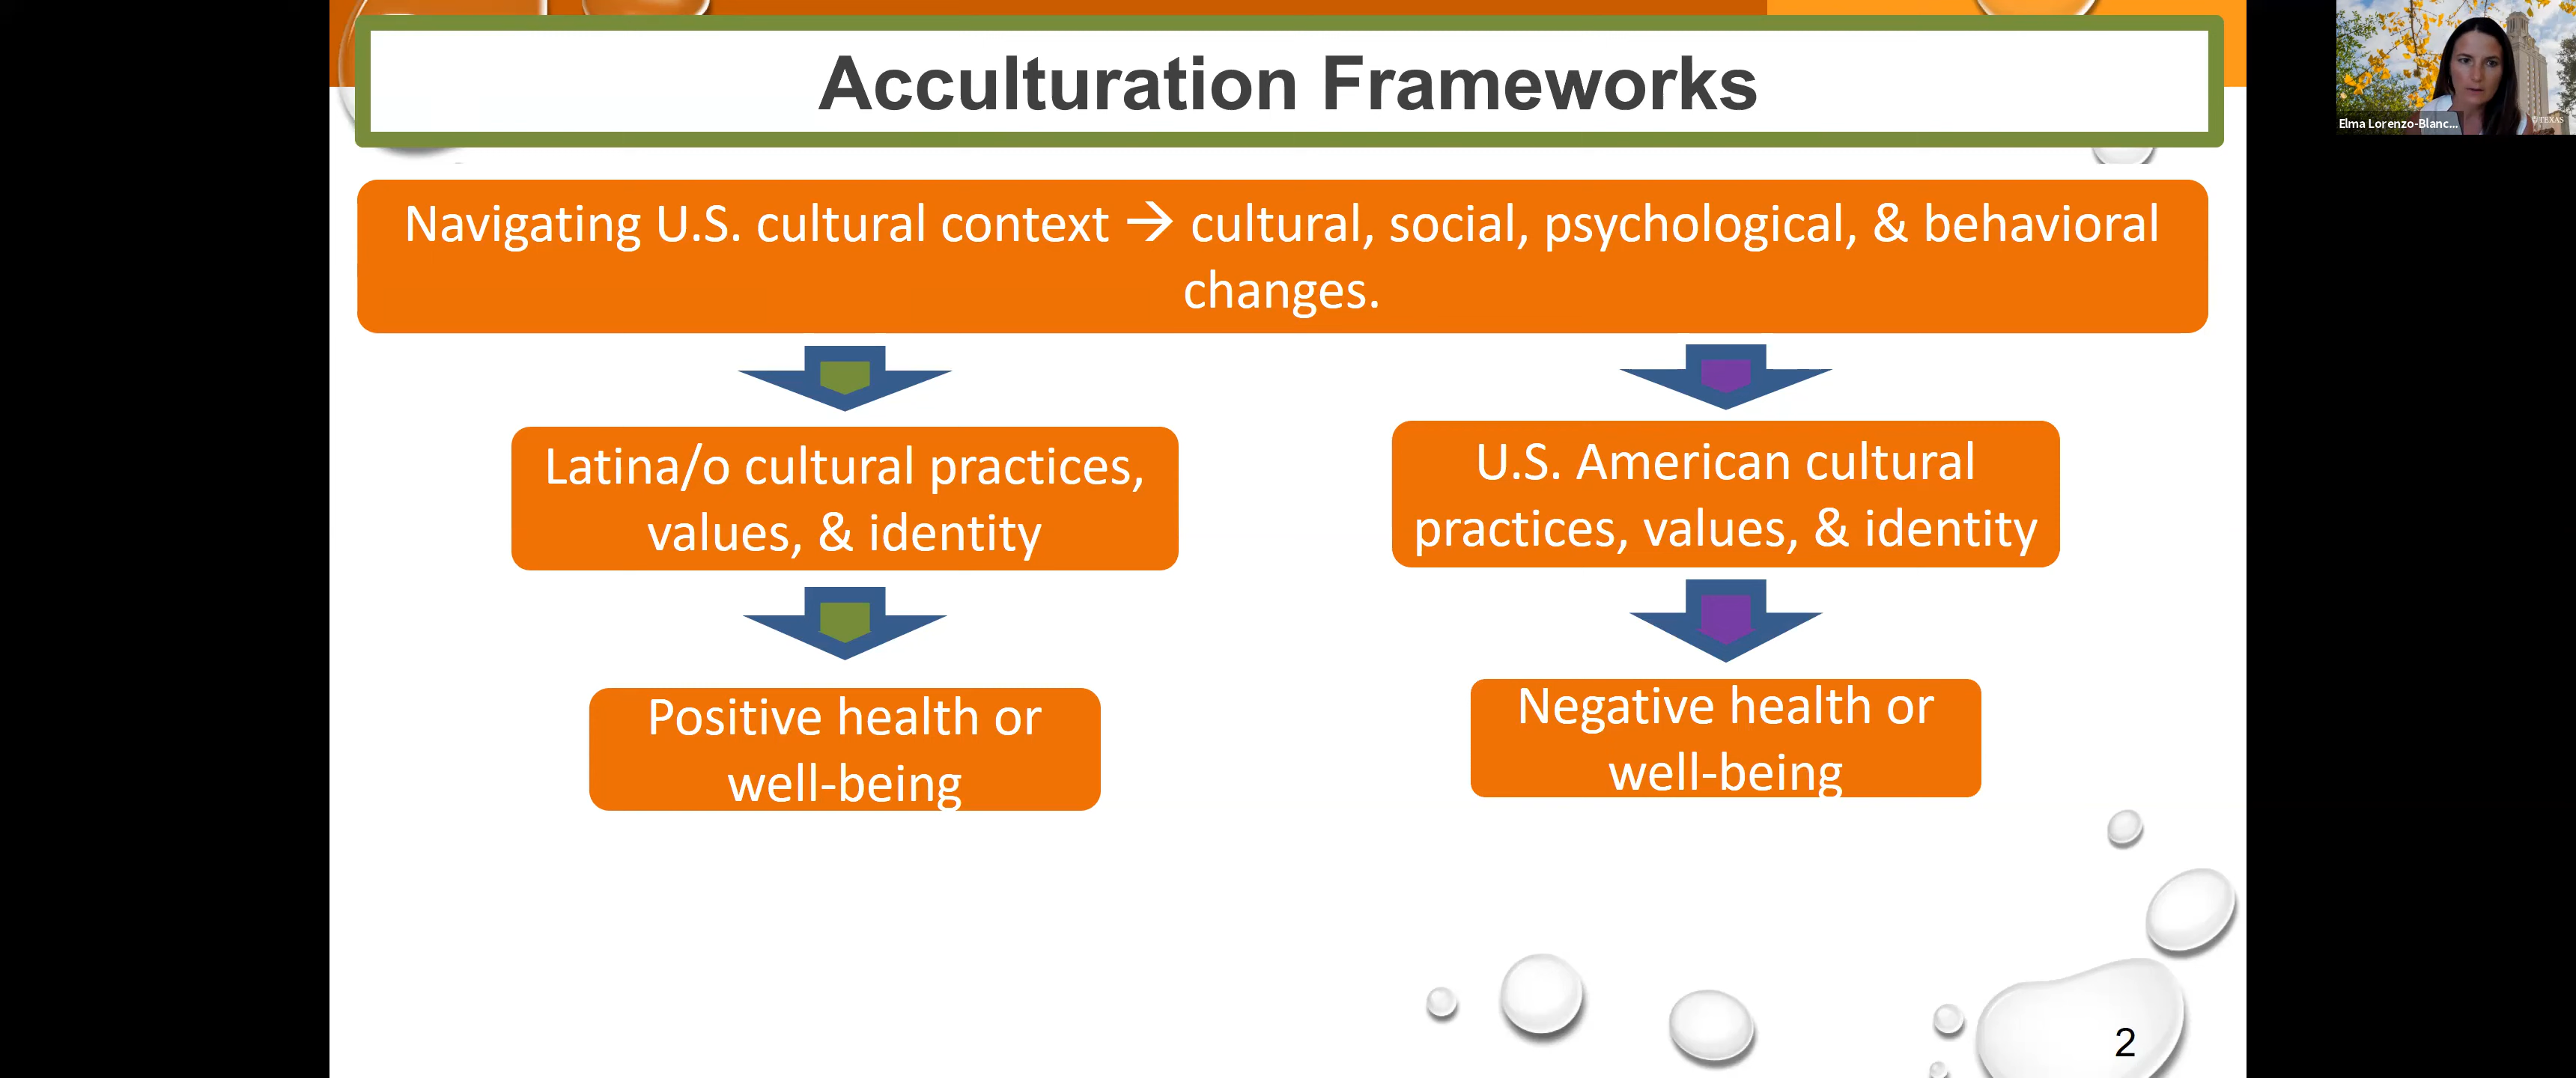 Acculturation Frameworks
Elma Lorenzo-Blanc...
TEXAS
Navigating U.S. cultural context → cultural, social, psychological, & behavioral
changes.
Latina/o cultural practices,
values, & identity
U.S. American cultural
practices, values, & identity
Positive health or
well-being
Negative health or
well-being
2